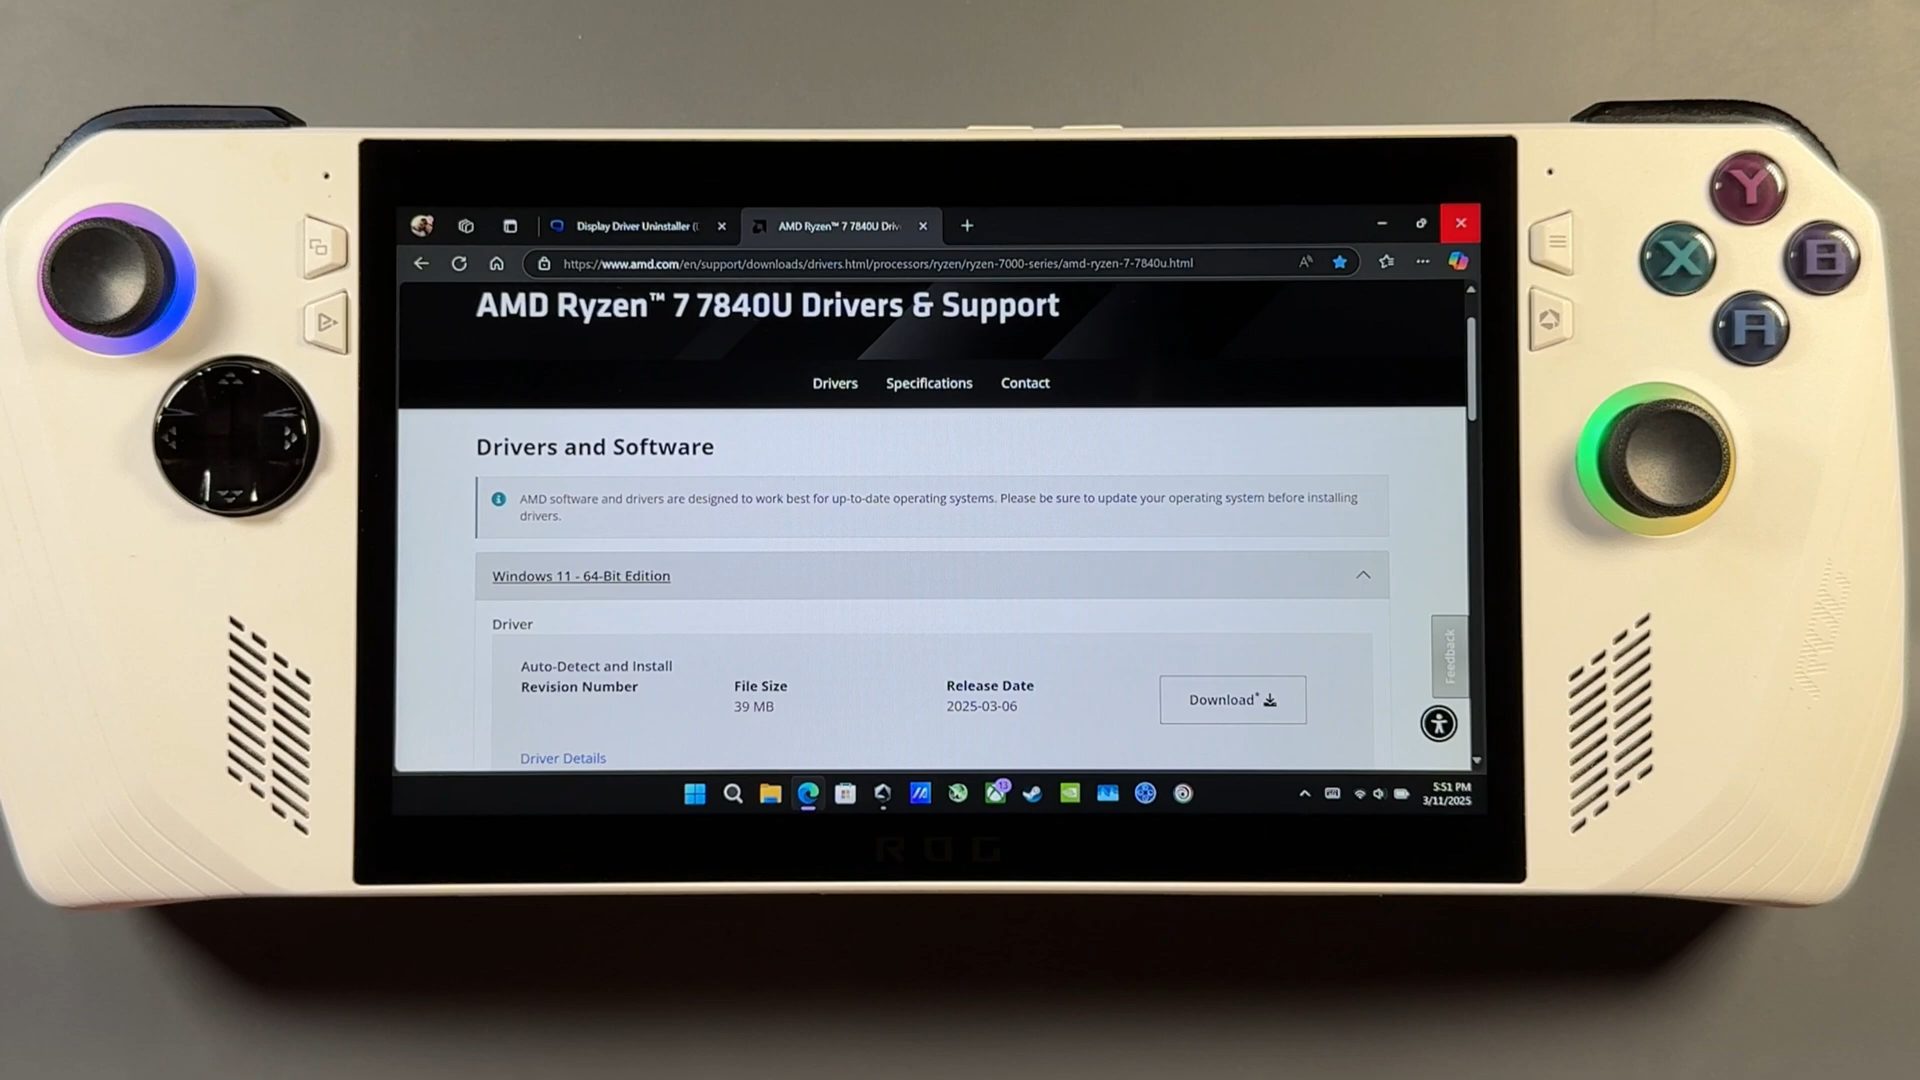 Display Driver Uninstaller (
AMD Ryzen™ 7 7840U Driv
https://www.amd.com/en/support/downloads/drivers.html/processors/ryzen/ryzen-7000-series/amd-ryzen-7-7840u.html
AMD Ryzen™ 7 7840U Drivers & Support
Drivers Specifications Contact
Drivers and Software
AMD software and drivers are designed to work best for up-to-date operating systems. Please be sure to update your operating system before installing
drivers.
Windows 11 - 64-Bit Edition
Driver
Auto-Detect and Install
Revision Number
File Size
39 MB
Release Date
2025-03-06
Download*
Driver Details
Feedback
13
5:51 PM
3/11/2025
ROG
Y
X
B
A